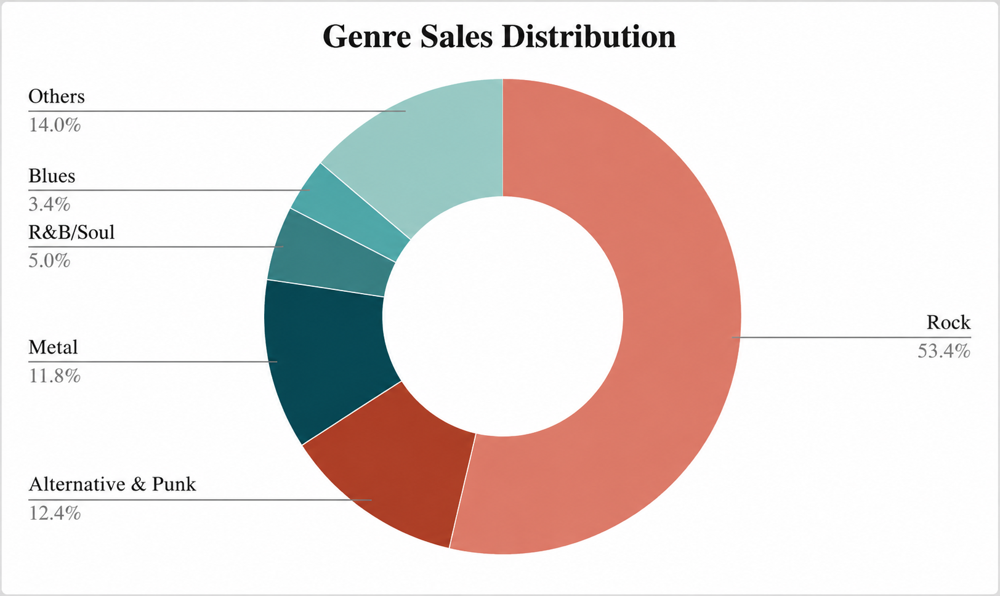 Genre Sales Distribution
Others
14.0%
Blues
3.4%
R&B/Soul
5.0%
Metal
11.8%
Alternative & Punk
12.4%
Rock
53.4%